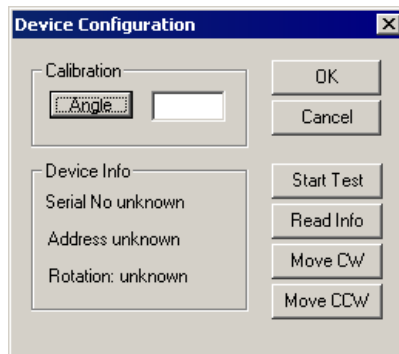 Device Configuration
Calibration
Angle
OK
Cancel
Device Info
Serial No unknown
Address unknown
Rotation: unknown
Start Test
Read Info
Move CW
Move CCW